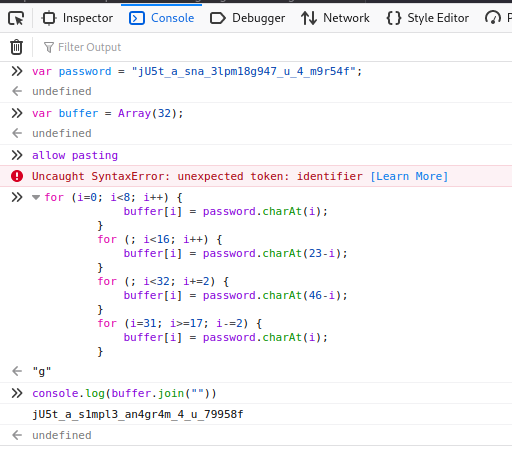 Inspector Console Debugger Network Style Editor P
Filter Output
var password = "jU5t_a_sna_3lpm18g947_u_4_m9r54f";
undefined
var buffer = Array(32);
undefined
allow pasting
Uncaught SyntaxError: unexpected token: identifier [Learn More]
for (i=0; i<8; i++) {
buffer[i] = password.charAt(i);
}
for (; i<16; i++) {
buffer[i] = password.charAt(23-i);
}
for (; i<32; i+=2) {
buffer[i] = password.charAt(46-i);
}
for (i=31; i>=17; i-=2) {
buffer[i] = password.charAt(i);
}
"g"
console.log(buffer.join(""))
jU5t_a_s1mpl3_an4gr4m_4_u_79958f
undefined